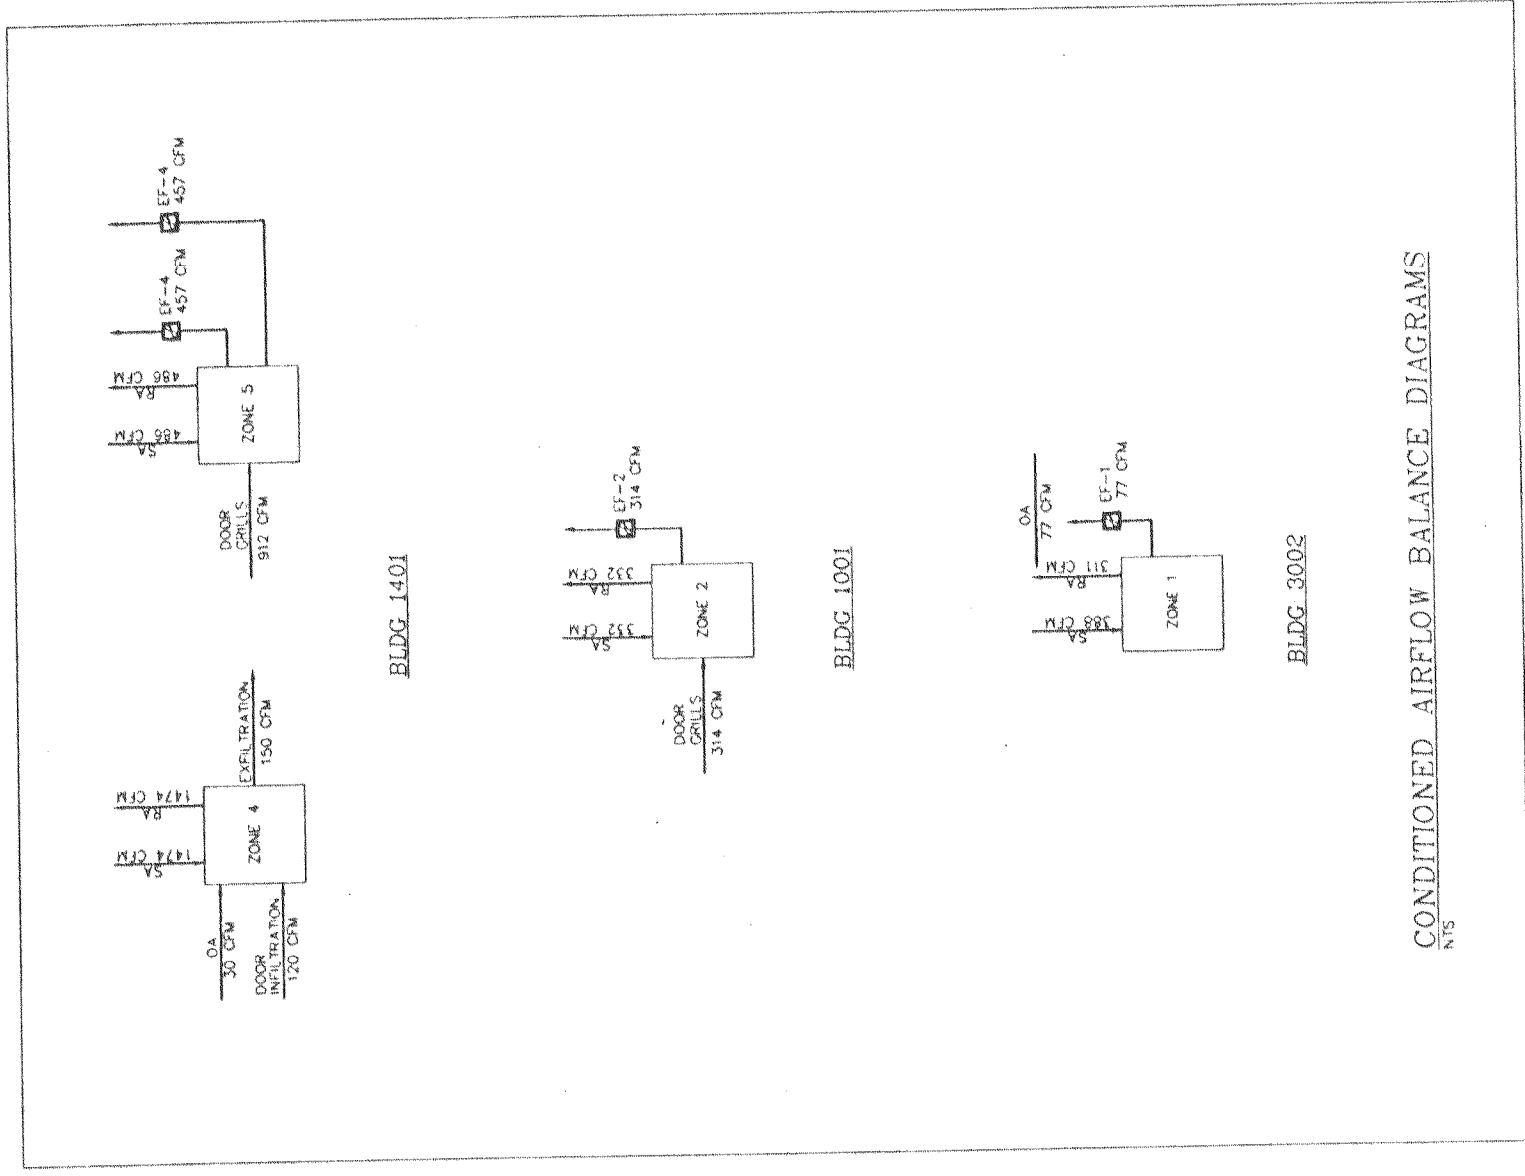 SA
1474 CFM
RA
1474 CFM
OA
30 CFM
DOOR
INFILTRATION
120 CFM
ZONE 4
EXFILTRATION
150 CFM
SA
486 CFM
RA
486 CFM
EF-4
457 CFM
EF-4
457 CFM
DOOR
GRILLS
912 CFM
ZONE 5
BLDG 1401
SA
332 CFM
RA
332 CFM
EF-2
314 CFM
DOOR
GRILLS
314 CFM
ZONE 2
BLDG 1001
OA
77 CFM
SA
388 CFM
RA
311 CFM
EF-1
77 CFM
ZONE 1
BLDG 3002
CONDITIONED AIRFLOW BALANCE DIAGRAMS
NTS